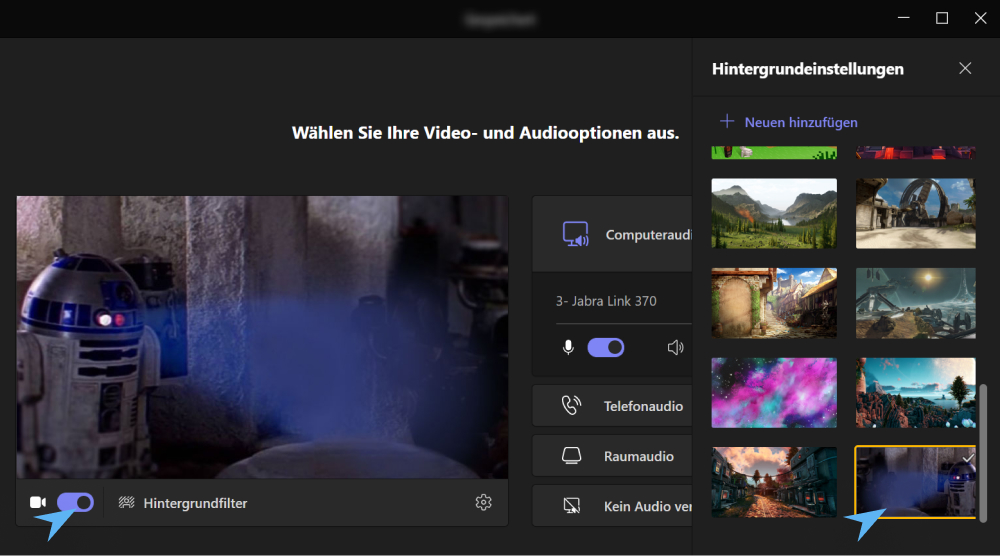 Hintergrundeinstellungen
Neuen hinzufügen
Wählen Sie Ihre Video- und Audiooptionen aus.
Computeraudi
3- Jabra Link 370
Telefonaudio
Raumaudio
Kein Audio ver
Hintergrundfilter